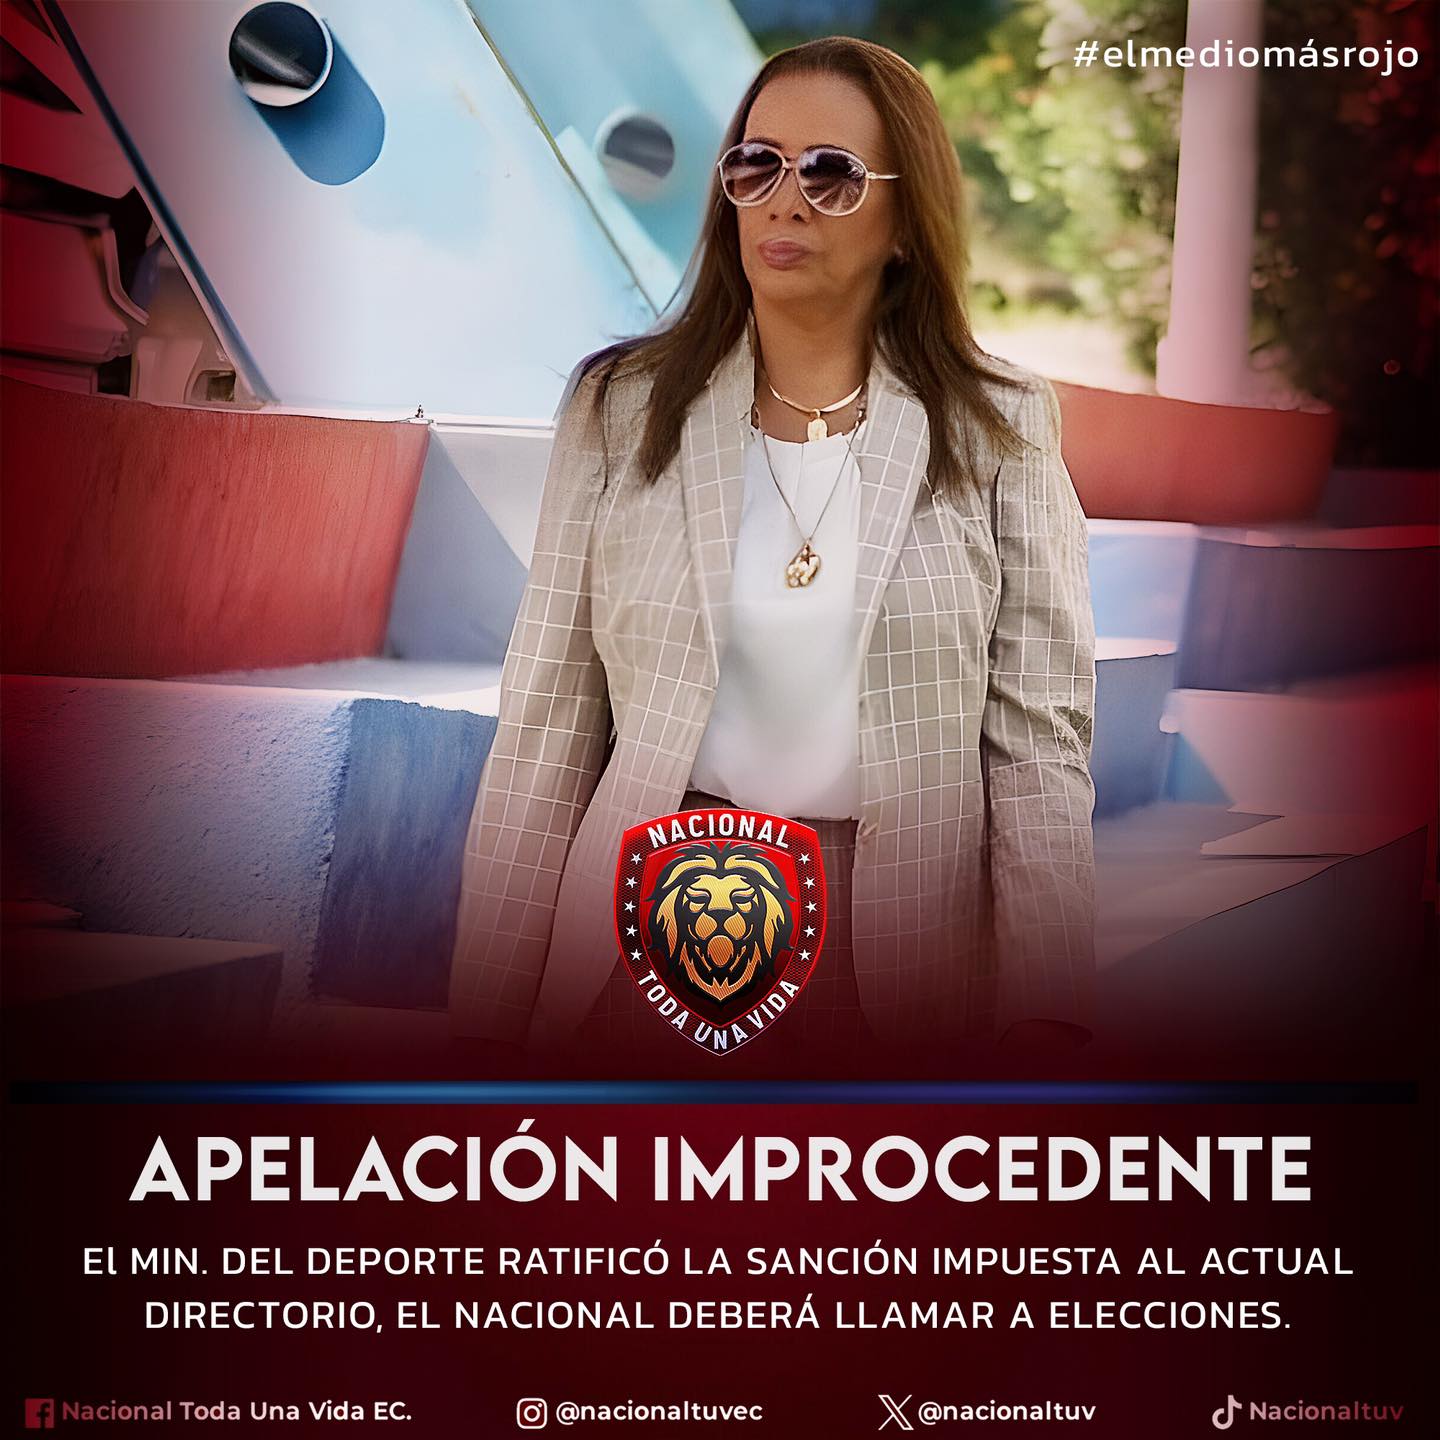 #elmediomásrojo
NACIONAL
TODA UNA VIDA
APELACIÓN IMPROCEDENTE
El MIN. DEL DEPORTE RATIFICÓ LA SANCIÓN IMPUESTA AL ACTUAL
DIRECTORIO, EL NACIONAL DEBERÁ LLAMAR A ELECCIONES.
Nacional Toda Una Vida EC. @nacionaltuvec @nacionaltuv Nacionaltuv